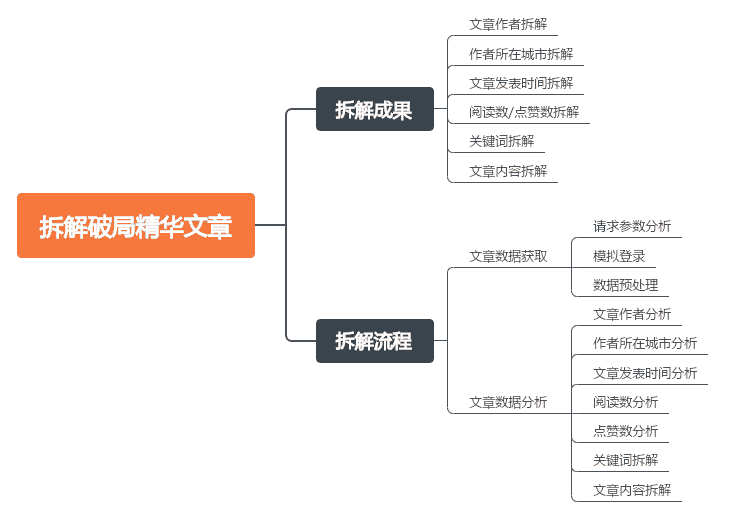 拆解破局精华文章
拆解成果
文章作者拆解
作者所在城市拆解
文章发表时间拆解
阅读数/点赞数拆解
关键词拆解
文章内容拆解
拆解流程
文章数据获取
请求参数分析
模拟登录
数据预处理
文章数据分析
文章作者分析
作者所在城市分析
文章发表时间分析
阅读数分析
点赞数分析
关键词拆解
文章内容拆解